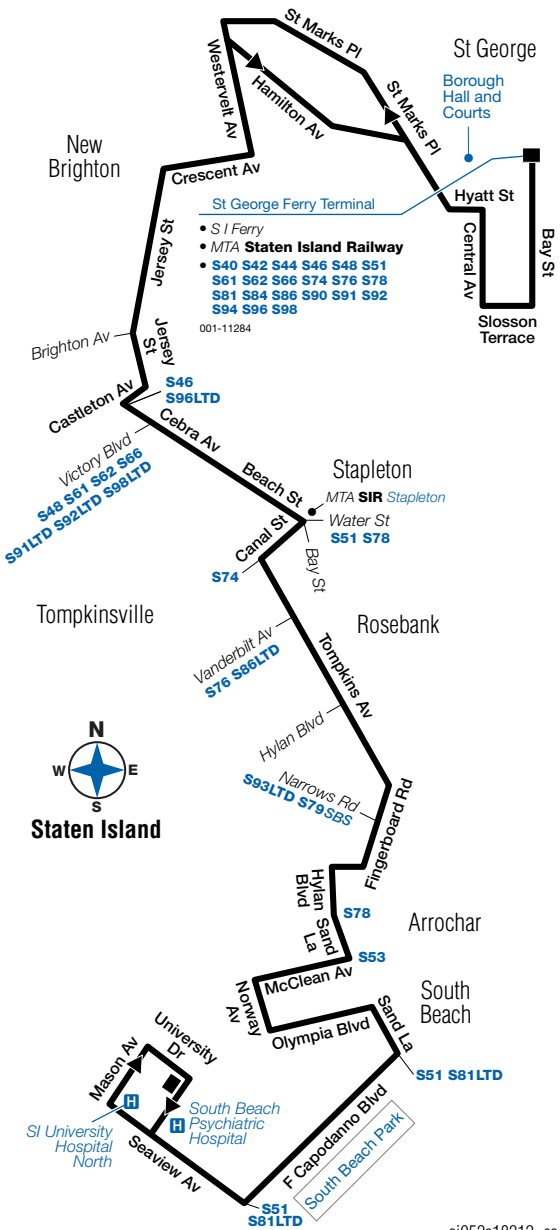 St Marks Pl
St George
Westervelt Av
Hamilton Av
St Marks Pl
Borough
Hall and
Courts
New
Brighton
Crescent Av
Hyatt St
St George Ferry Terminal
• S I Ferry
• MTA Staten Island Railway
• S40 S42 S44 S46 S48 S51
S61 S62 S66 S74 S76 S78
S81 S84 S86 S90 S91 S92
S94 S96 S98
001-11284
Central Av
Bay St
Slosson
Terrace
Jersey St
Brighton Av
Jersey
St
Castleton Av
S46
S96LTD
Cebra Av
Victory Blvd
S48 S61 S62 S66
S91LTD S92LTD S98LTD
Beach St
Stapleton
MTA SIR Stapleton
Water St
S51 S78
Canal St
Bay St
S74
Tompkinsville
Rosebank
Vanderbilt Av
S76 S86LTD
Tompkins Av
Hylan Blvd
N
W
E
S
Staten Island
Narrows Rd
S93LTD S79SBS
Fingerboard Rd
Hylan
Blvd
S78
Sand
La
Arrochar
S53
McClean Av
Norway
Av
South
Beach
Olympia Blvd
Sand La
S51 S81LTD
University
Dr
Mason Av
H
SI University
Hospital
North
H
South Beach
Psychiatric
Hospital
Seaview Av
F Capodanno Blvd
South Beach Park
S51
S81LTD